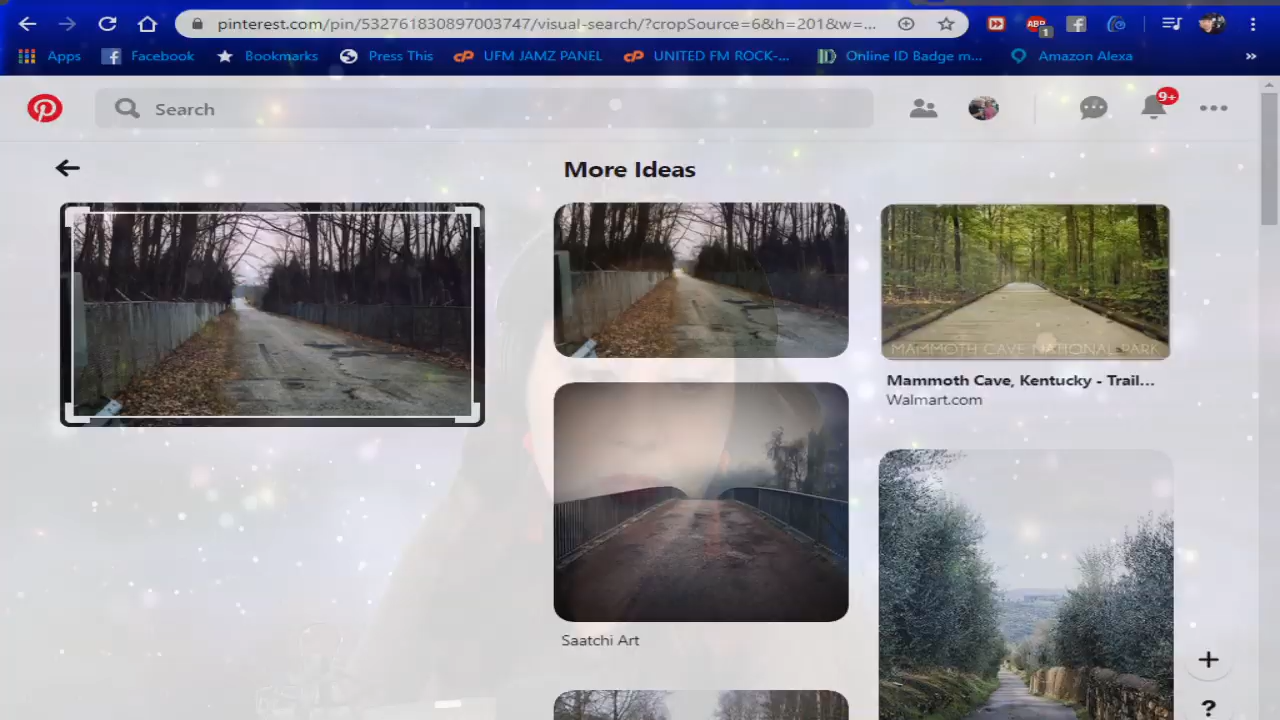 pinterest.com/pin/532761830897003747/visual-search/?cropSource=6&h=201&w=...
ABP
1
Apps
Facebook
Bookmarks
Press This
UFM JAMZ PANEL
UNITED FM ROCK-...
Online ID Badge m...
Amazon Alexa
»
Search
9+
More Ideas
MAMMOTH CAVE NATIONAL PARK
Mammoth Cave, Kentucky - Trail...
Walmart.com
Saatchi Art
+
?